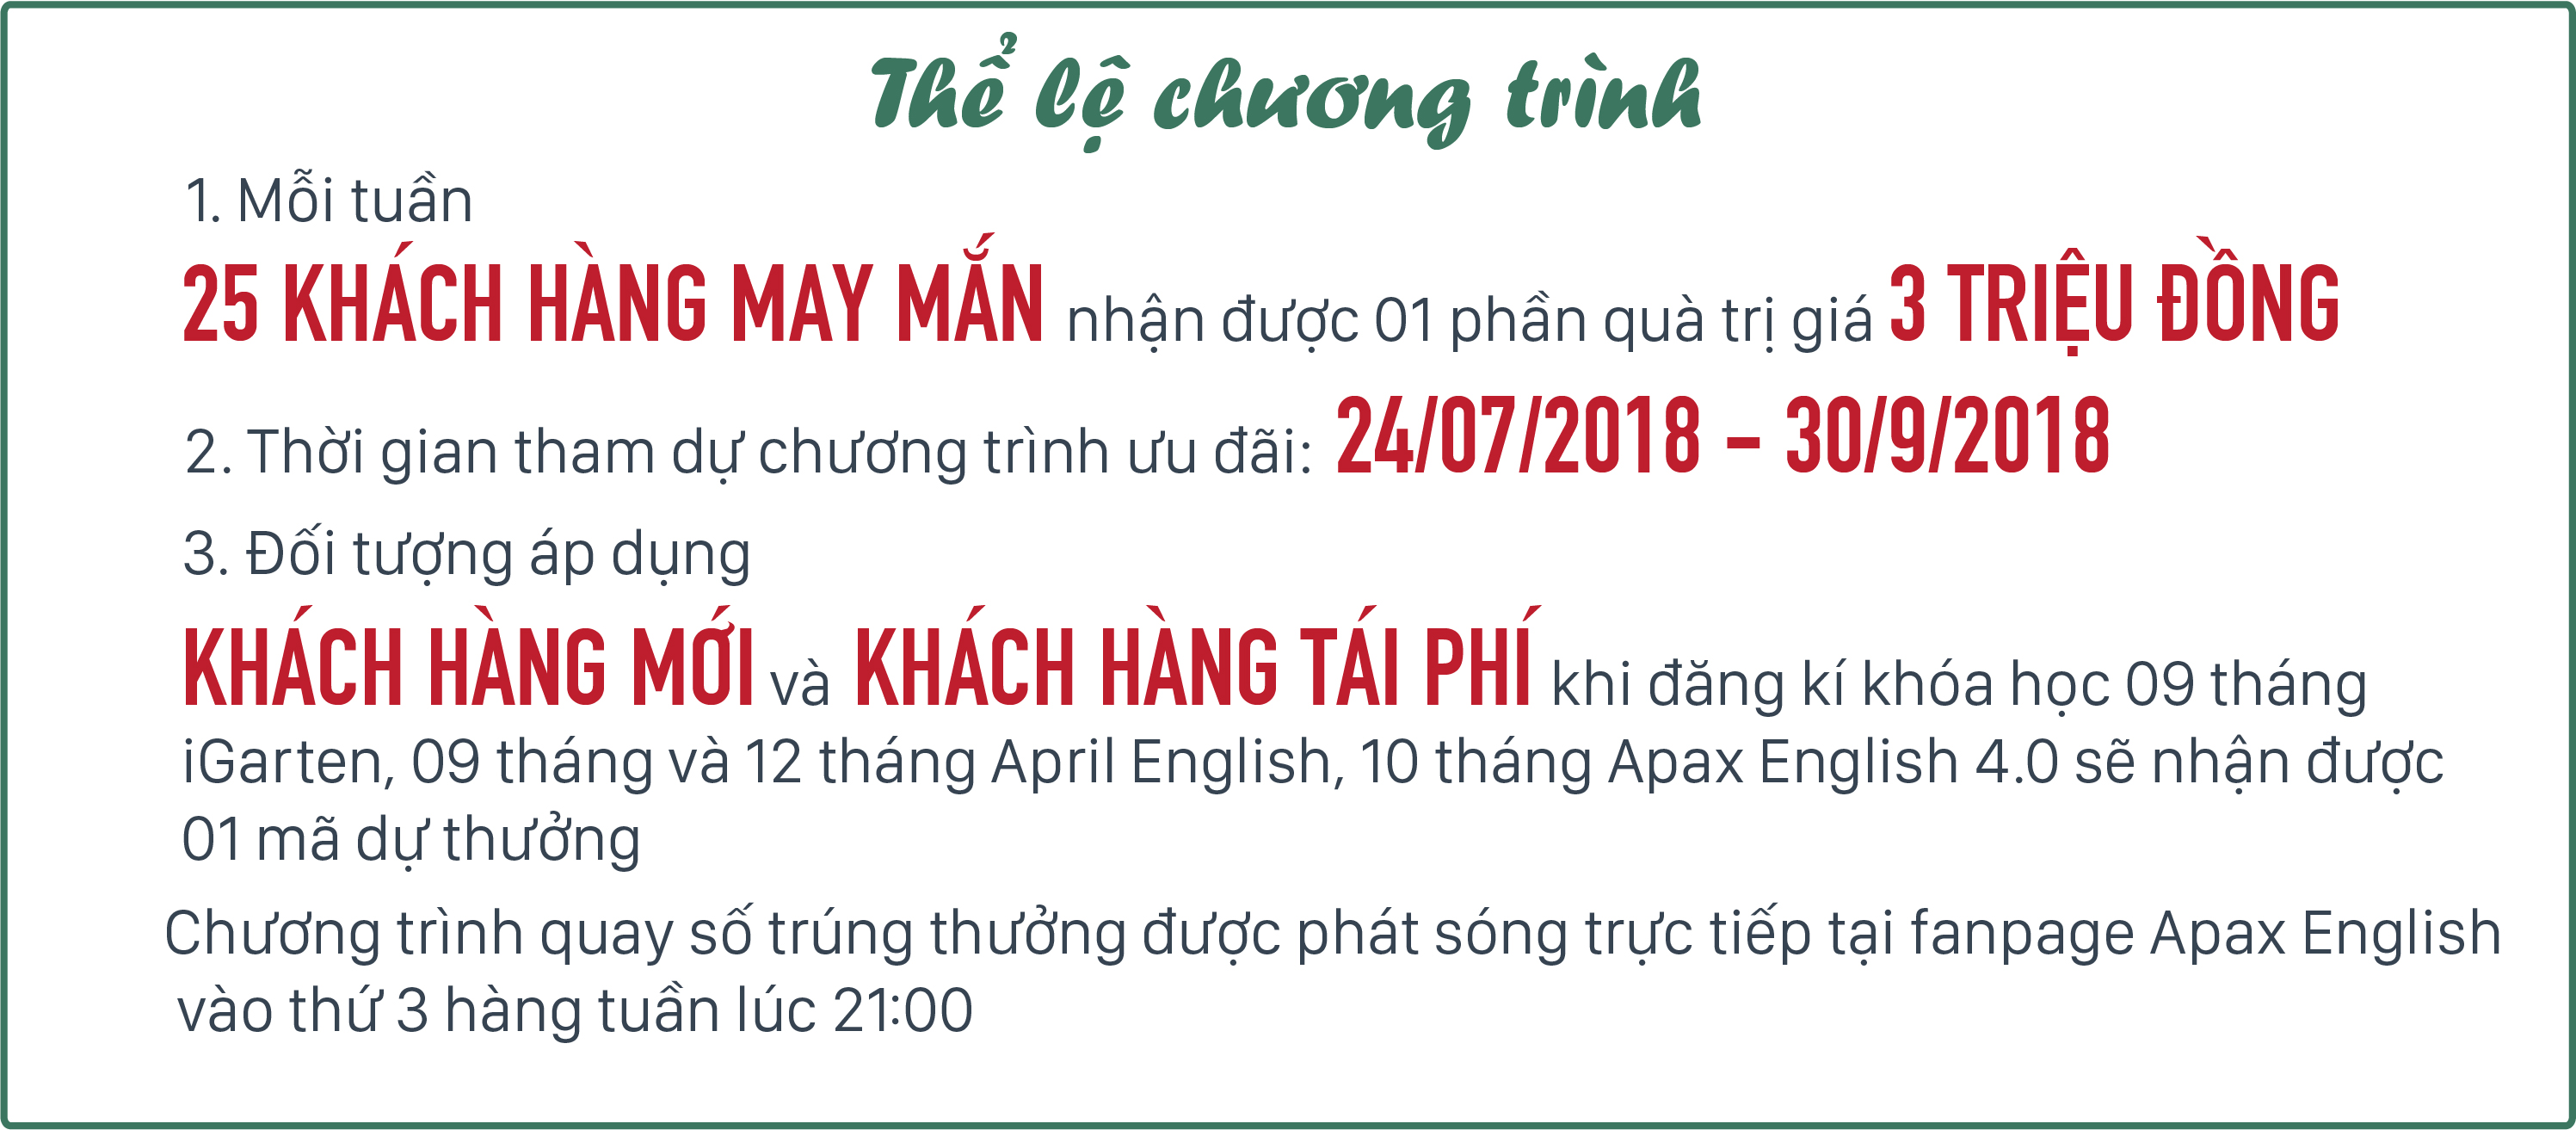 Thể lệ chương trình
1. Mỗi tuần
25 KHÁCH HÀNG MAY MẮN nhận được 01 phần quà trị giá 3 TRIỆU ĐỒNG
2. Thời gian tham dự chương trình ưu đãi: 24/07/2018 - 30/9/2018
3. Đối tượng áp dụng
KHÁCH HÀNG MỚI và KHÁCH HÀNG TÁI PHÍ khi đăng kí khóa học 09 tháng
iGarten, 09 tháng và 12 tháng April English, 10 tháng Apax English 4.0 sẽ nhận được
01 mã dự thưởng
Chương trình quay số trúng thưởng được phát sóng trực tiếp tại fanpage Apax English
vào thứ 3 hàng tuần lúc 21:00